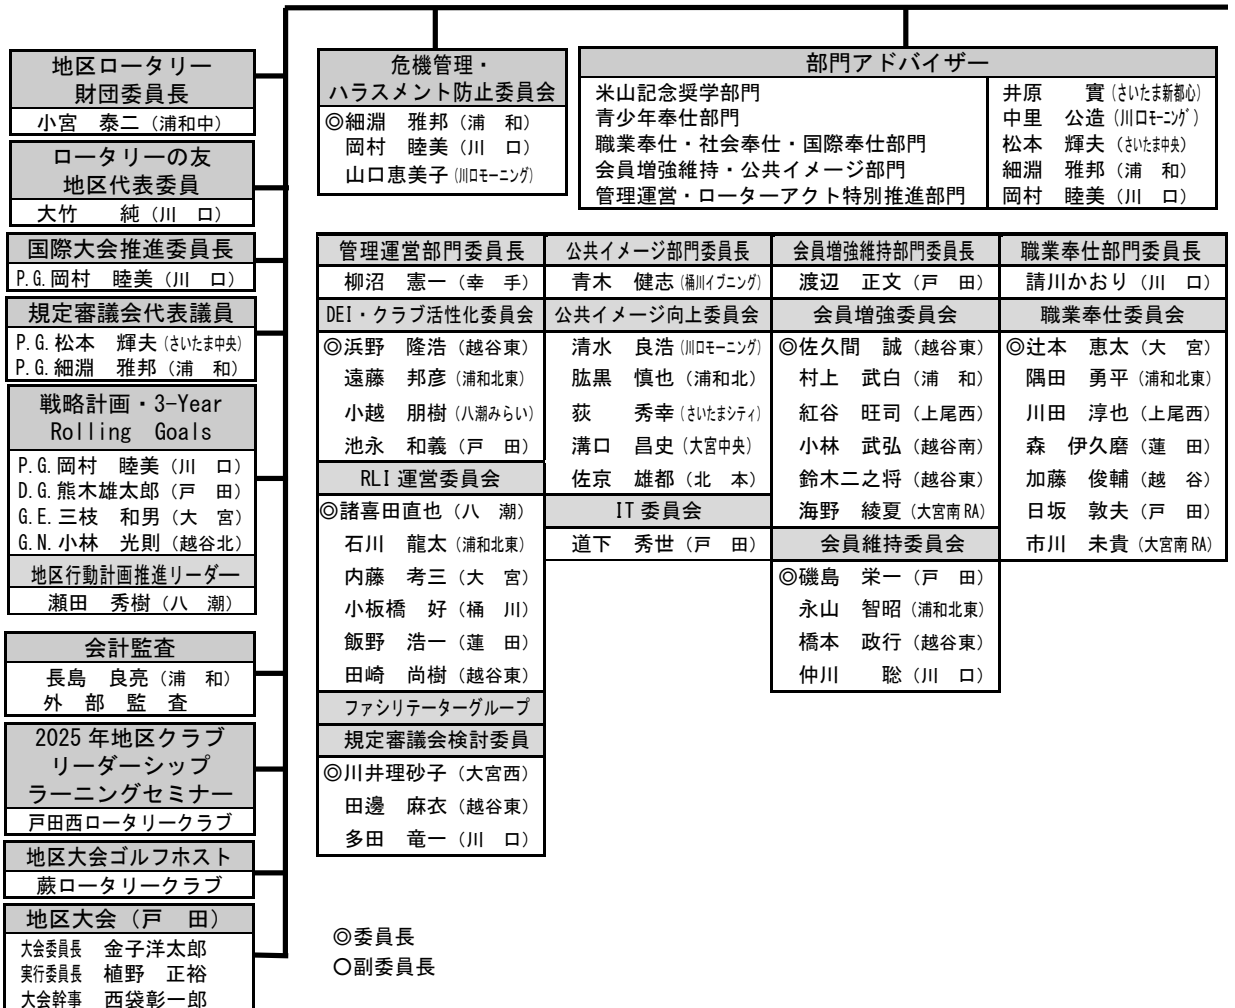 地区ロータリー
財団委員長
小宮　泰二（浦和中）
ロータリーの友
地区代表委員
大竹　　純（川　口）
国際大会推進委員長
P.G.岡村　睦美（川　口）
規定審議会代表議員
P.G.松本　輝夫（さいたま中央）
P.G.細淵　雅邦（浦　和）
戦略計画・3-Year
Rolling　Goals
P.G.岡村　睦美（川　口）
D.G.熊木雄太郎（戸　田）
G.E.三枝　和男（大　宮）
G.N.小林　光則（越谷北）
地区行動計画推進リーダー
瀬田　秀樹（八　潮）
会計監査
長島　良亮（浦　和）
外　部　監　査
2025 年地区クラブ
リーダーシップ
ラーニングセミナー
戸田西ロータリークラブ
地区大会ゴルフホスト
蕨ロータリークラブ
地区大会（戸　田）
大会委員長　金子洋太郎
実行委員長　植野　正裕
大会幹事　西袋彰一郎
危機管理・
ハラスメント防止委員会
◎細淵　雅邦（浦　和）
岡村　睦美（川　口）
山口恵美子（川口モーニング）
部門アドバイザー
米山記念奨学部門　井原　　實（さいたま新都心）
青少年奉仕部門　中里　公造（川口モーニング）
職業奉仕・社会奉仕・国際奉仕部門　松本　輝夫（さいたま中央）
会員増強維持・公共イメージ部門　細淵　雅邦（浦　和）
管理運営・ローターアクト特別推進部門　岡村　睦美（川　口）
管理運営部門委員長
柳沼　憲一（幸　手）
DEI・クラブ活性化委員会
◎浜野　隆浩（越谷東）
遠藤　邦彦（浦和北東）
小越　朋樹（八潮みらい）
池永　和義（戸　田）
RLI 運営委員会
◎諸喜田直也（八　潮）
石川　龍太（浦和北東）
内藤　考三（大　宮）
小板橋　好（桶　川）
飯野　浩一（蓮　田）
田崎　尚樹（越谷東）
ファシリテーターグループ
規定審議会検討委員
◎川井理砂子（大宮西）
田邊　麻衣（越谷東）
多田　竜一（川　口）
公共イメージ部門委員長
青木　健志（桶川イブニング）
公共イメージ向上委員会
清水　良浩（川口モーニング）
肱黒　慎也（浦和北）
荻　　秀幸（さいたまシティ）
溝口　昌史（大宮中央）
佐京　雄都（北　本）
IT 委員会
道下　秀世（戸　田）
会員増強維持部門委員長
渡辺　正文（戸　田）
会員増強委員会
◎佐久間　誠（越谷東）
村上　武白（浦　和）
紅谷　旺司（上尾西）
小林　武弘（越谷南）
鈴木二之将（越谷東）
海野　綾夏（大宮南 RA）
会員維持委員会
◎磯島　栄一（戸　田）
永山　智昭（浦和北東）
橋本　政行（越谷東）
仲川　　聡（川　口）
職業奉仕部門委員長
請川かおり（川　口）
職業奉仕委員会
◎辻本　恵太（大　宮）
隅田　勇平（浦和北東）
川田　淳也（上尾西）
森　伊久磨（蓮　田）
加藤　俊輔（越　谷）
日坂　敦夫（戸　田）
市川　未貴（大宮南 RA）
◎委員長
○副委員長